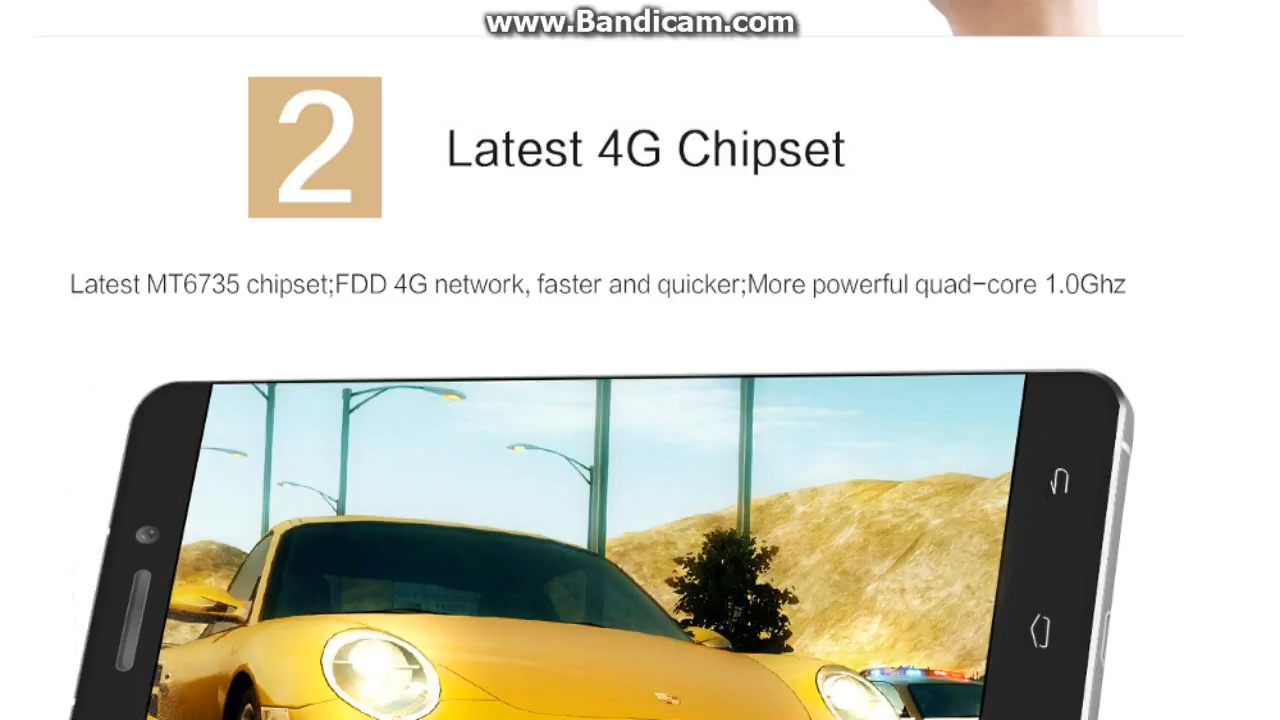 www.Bandicam.com
2
Latest 4G Chipset
Latest MT6735 chipset;FDD 4G network, faster and quicker;More powerful quad-core 1.0Ghz